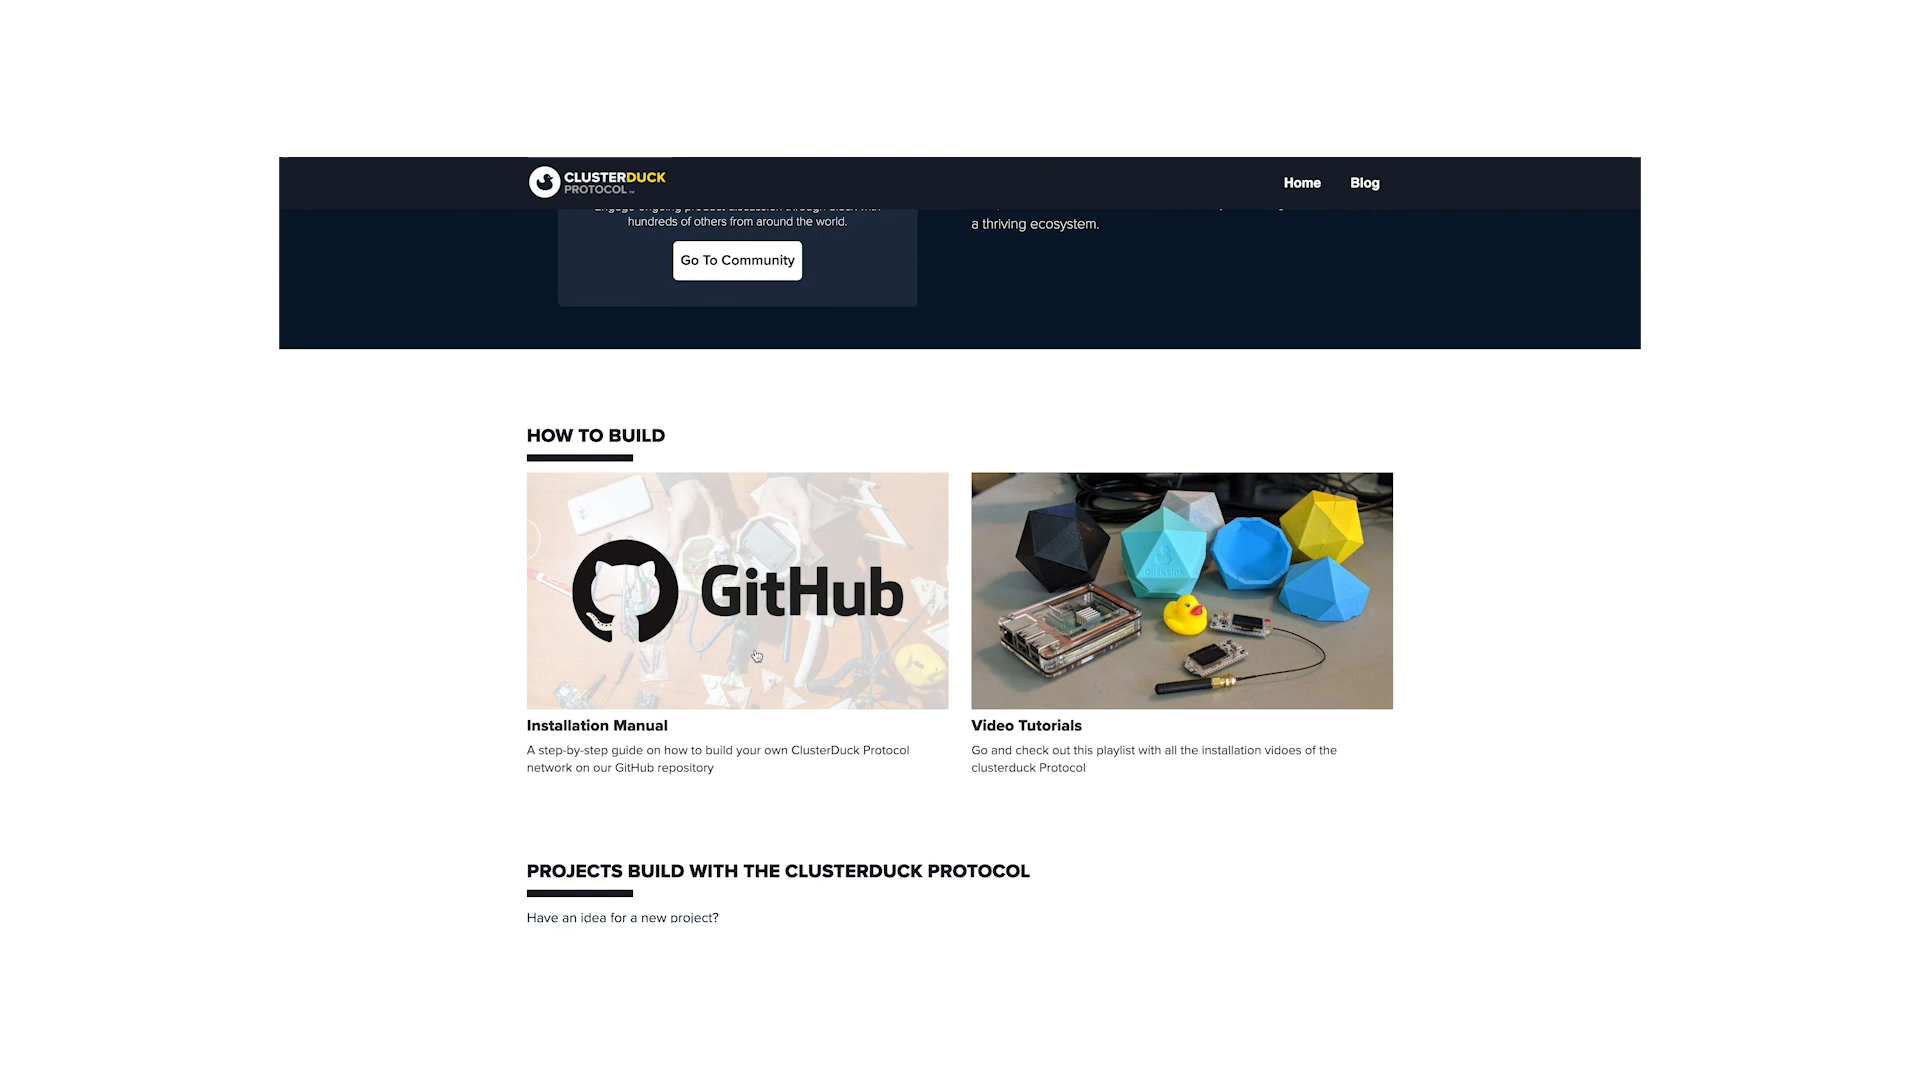 CLUSTERDUCK
PROTOCOL™
Home
Blog
hundreds of others from around the world.
Go To Community
a thriving ecosystem.
HOW TO BUILD
GitHub
Installation Manual
A step-by-step guide on how to build your own ClusterDuck Protocol
network on our GitHub repository
Video Tutorials
Go and check out this playlist with all the installation vidoes of the
clusterduck Protocol
PROJECTS BUILD WITH THE CLUSTERDUCK PROTOCOL
Have an idea for a new project?